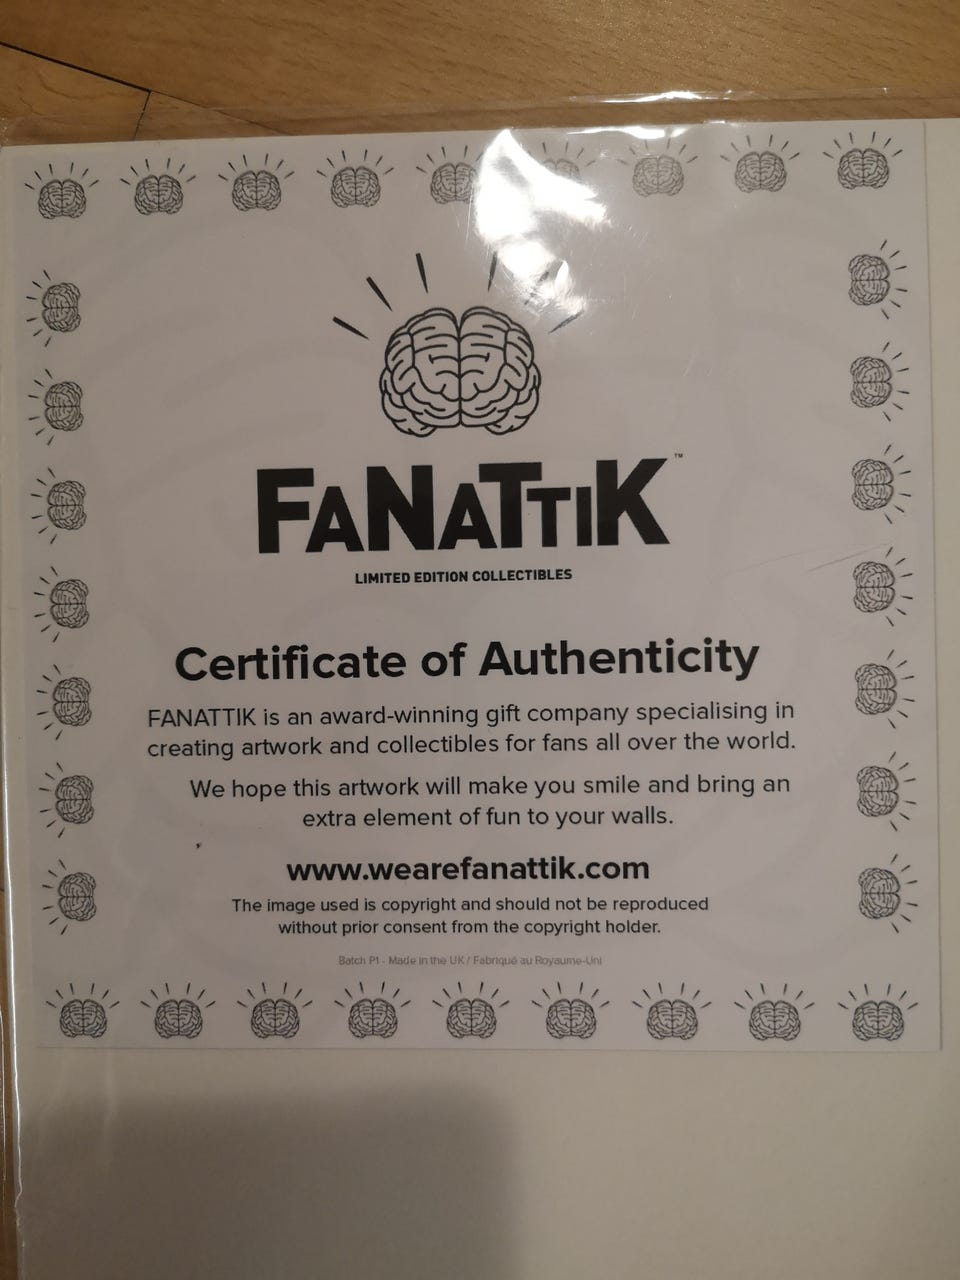 FANATTIK™
LIMITED EDITION COLLECTIBLES
Certificate of Authenticity
FANATTIK is an award-winning gift company specialising in
creating artwork and collectibles for fans all over the world.
We hope this artwork will make you smile and bring an
extra element of fun to your walls.
www.wearefanattik.com
The image used is copyright and should not be reproduced
without prior consent from the copyright holder.
Batch P1 - Made in the UK / Fabriqué au Royaume-Uni